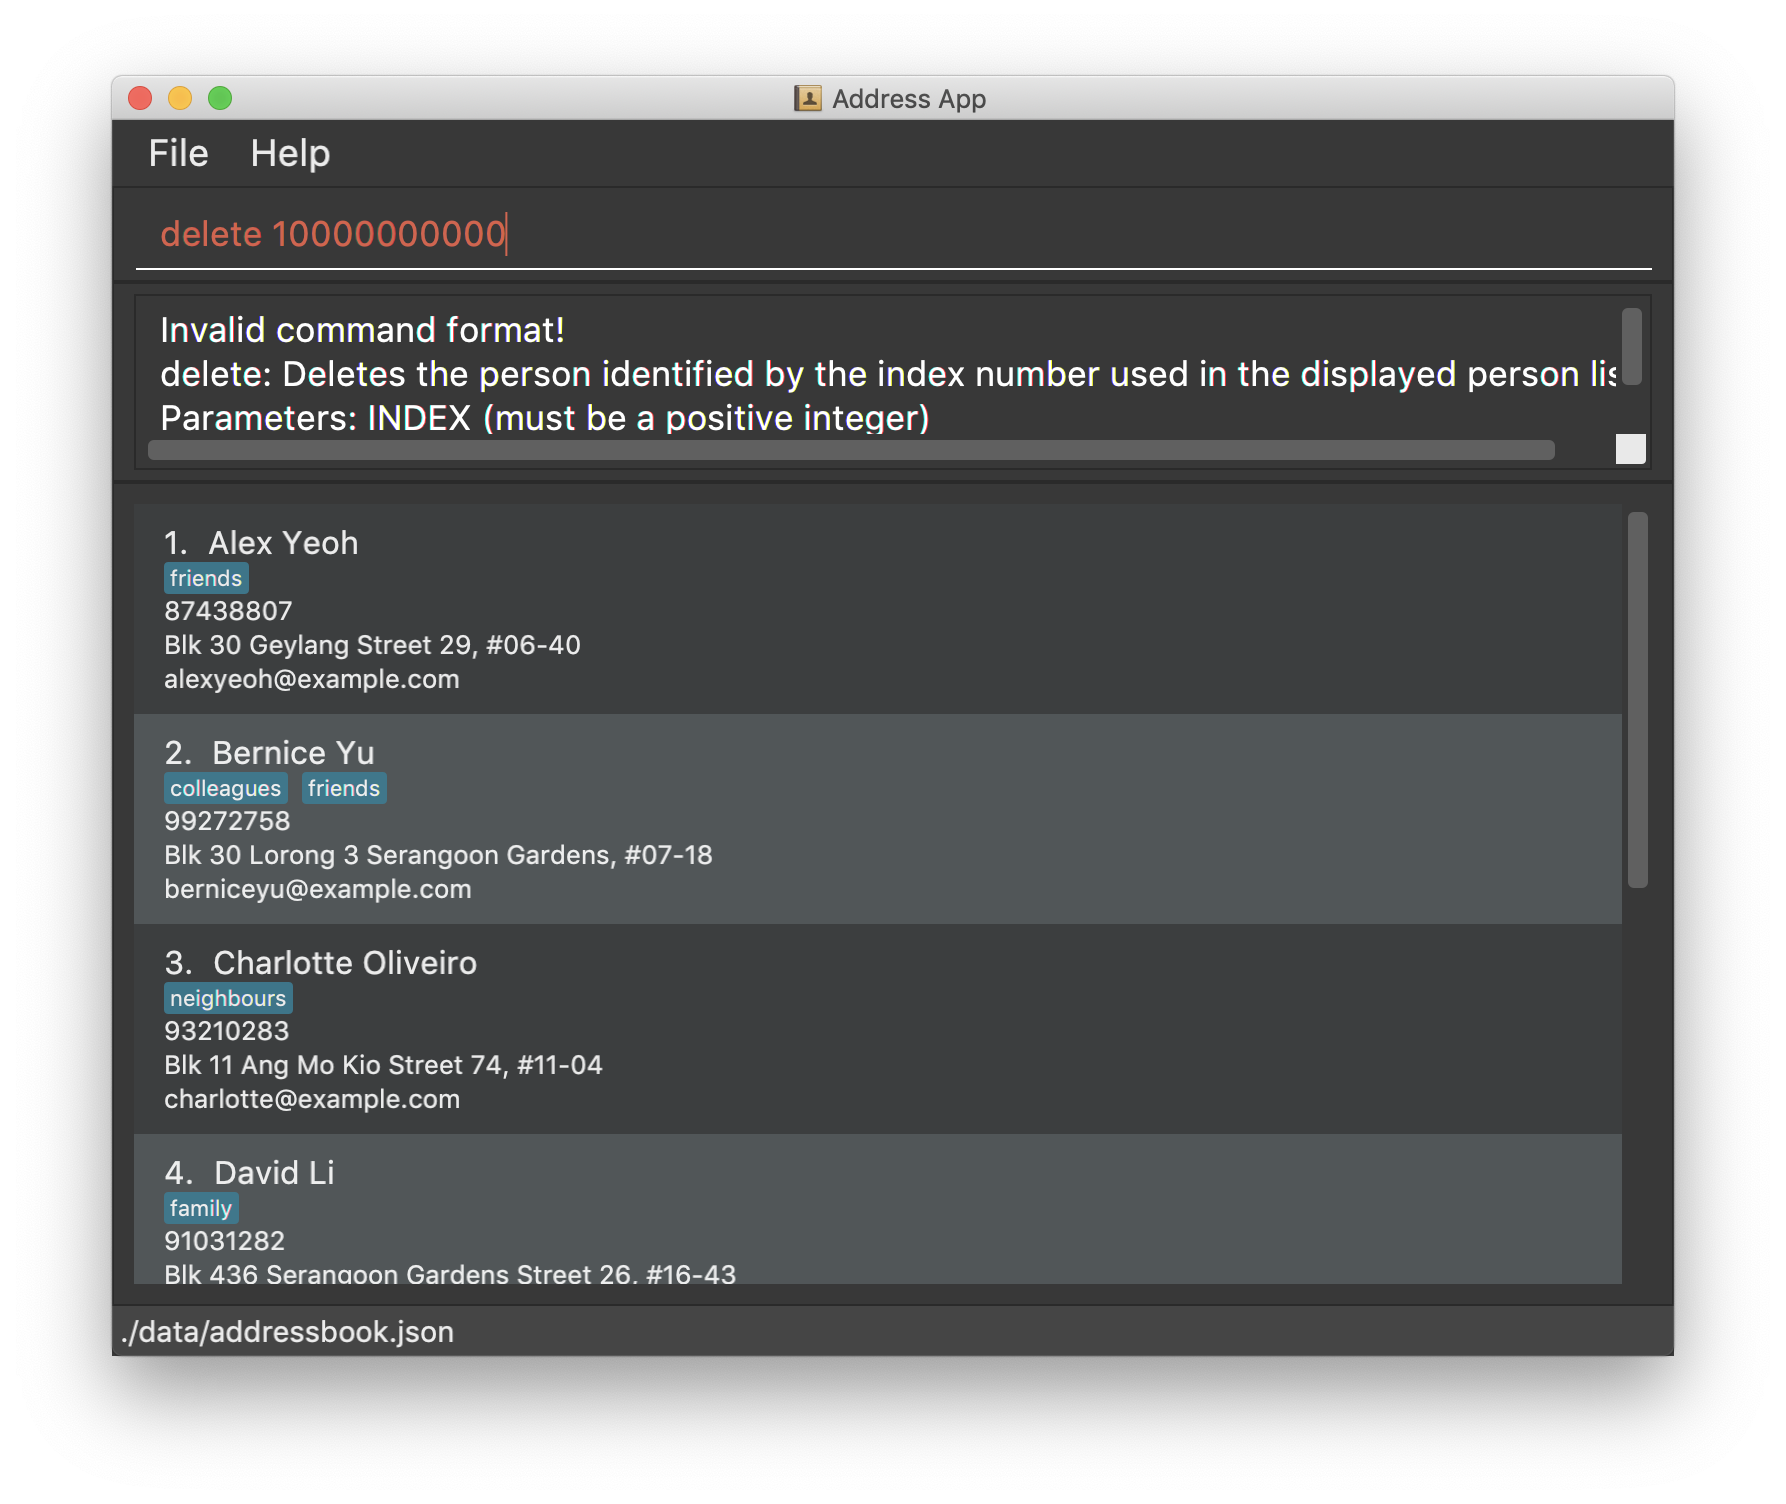 Address App
File Help
delete 10000000000
Invalid command format!
delete: Deletes the person identified by the index number used in the displayed person
Parameters: INDEX (must be a positive integer)
1. Alex Yeoh
friends
87438807
Blk 30 Geylang Street 29, #06-40
alexyeoh@example.com
2. Bernice Yu
colleagues friends
99272758
Blk 30 Lorong 3 Serangoon Gardens, #07-18
berniceyu@example.com
3. Charlotte Oliveiro
neighbours
93210283
Blk 11 Ang Mo Kio Street 74, #11-04
charlotte@example.com
4. David Li
family
91031282
Blk 436 Serangoon Gardens Street 26, #16-43
./data/addressbook.json